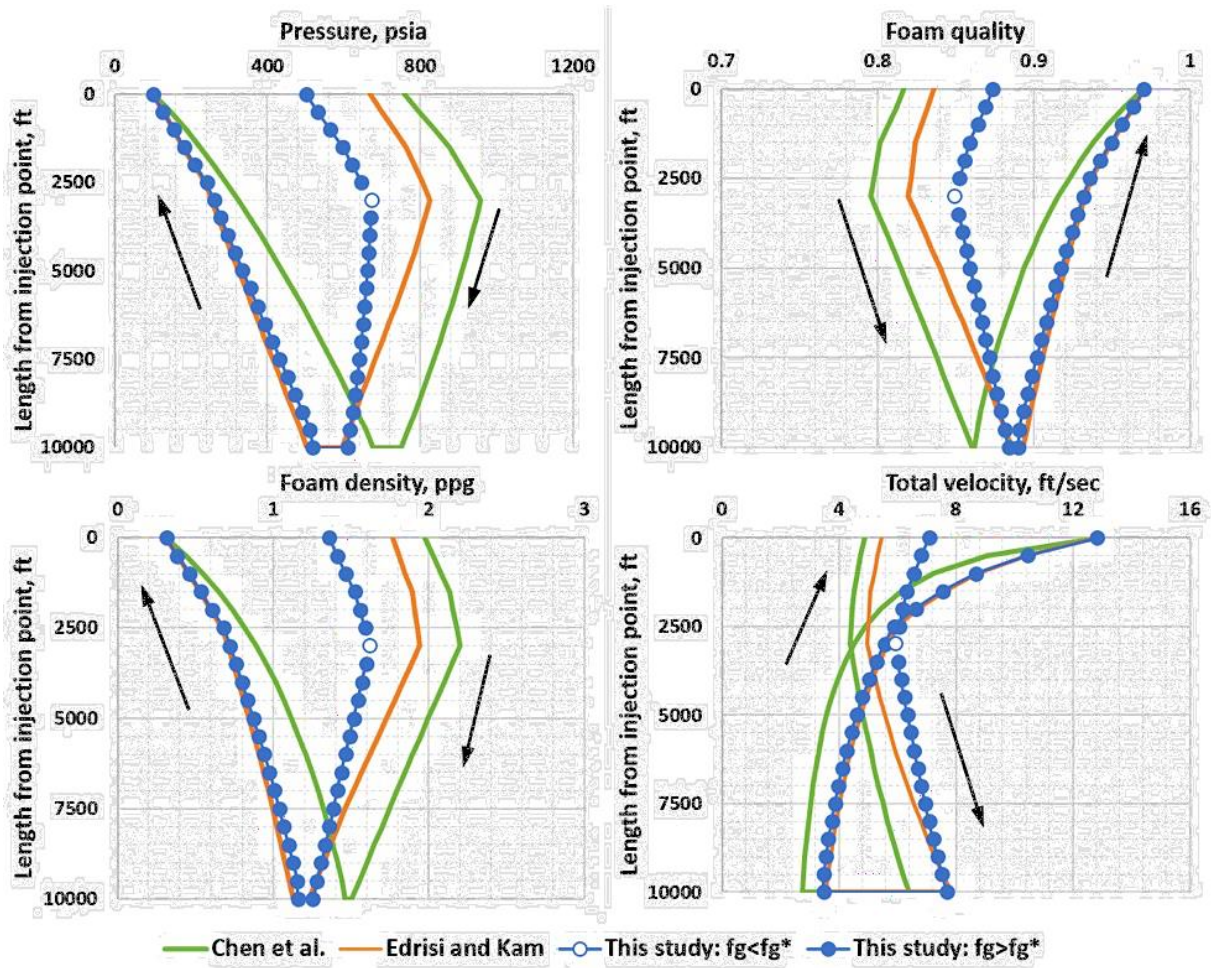 Pressure, psia
0 400 800 1200
Length from injection point, ft
0
2500
5000
7500
10000
Foam quality
0.7 0.8 0.9 1
Length from injection point, ft
0
2500
5000
7500
10000
Foam density, ppg
0 1 2 3
Length from injection point, ft
0
2500
5000
7500
10000
Total velocity, ft/sec
0 4 8 12 16
Length from injection point, ft
0
2500
5000
7500
10000
Chen et al. Edrisi and Kam This study: fg<fg* This study: fg>fg*